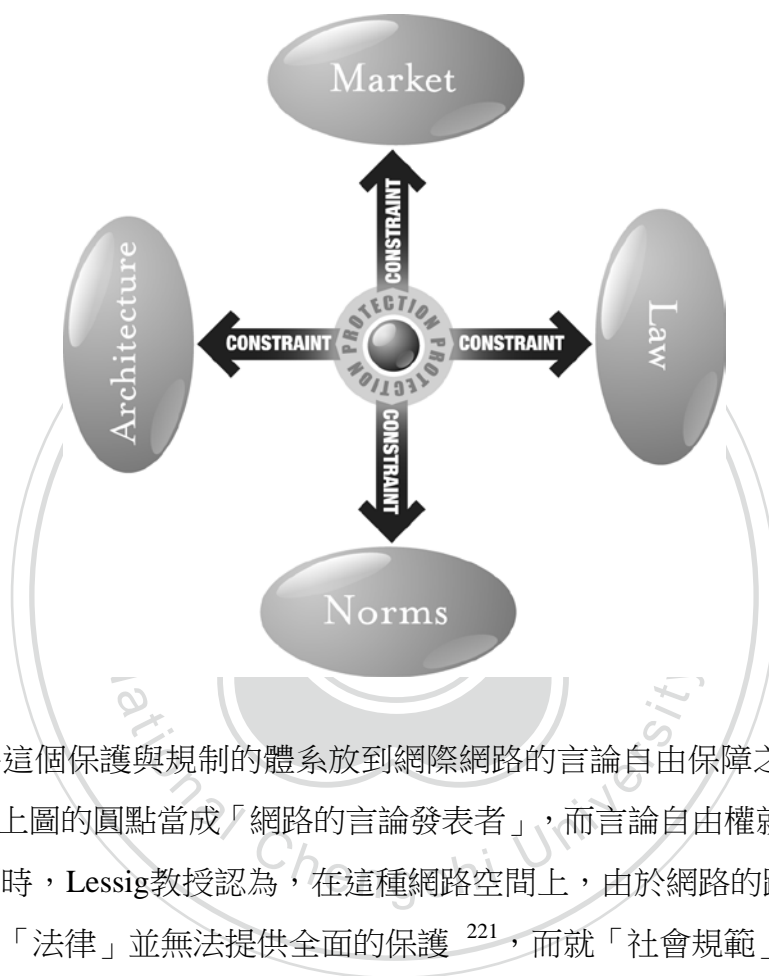 Market
CONSTRAINT
Architecture
CONSTRAINT
PROTECTION PROTECTION
CONSTRAINT
Law
CONSTRAINT
Norms
National Chengchi University
這個保護與規制的體系放到網際網路的言論自由保障之
上圖的圓點當成「網路的言論發表者」，而言論自由權就
時，Lessig教授認為，在這種網路空間上，由於網路的
「法律」並無法提供全面的保護 221，而就「社會規範」